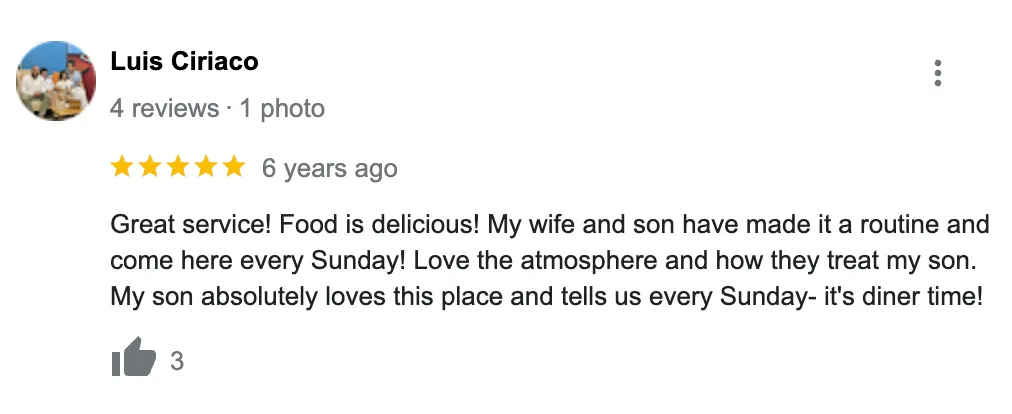 Luis Ciriaco
4 reviews · 1 photo
6 years ago
Great service! Food is delicious! My wife and son have made it a routine and
come here every Sunday! Love the atmosphere and how they treat my son.
My son absolutely loves this place and tells us every Sunday- it's diner time!
3